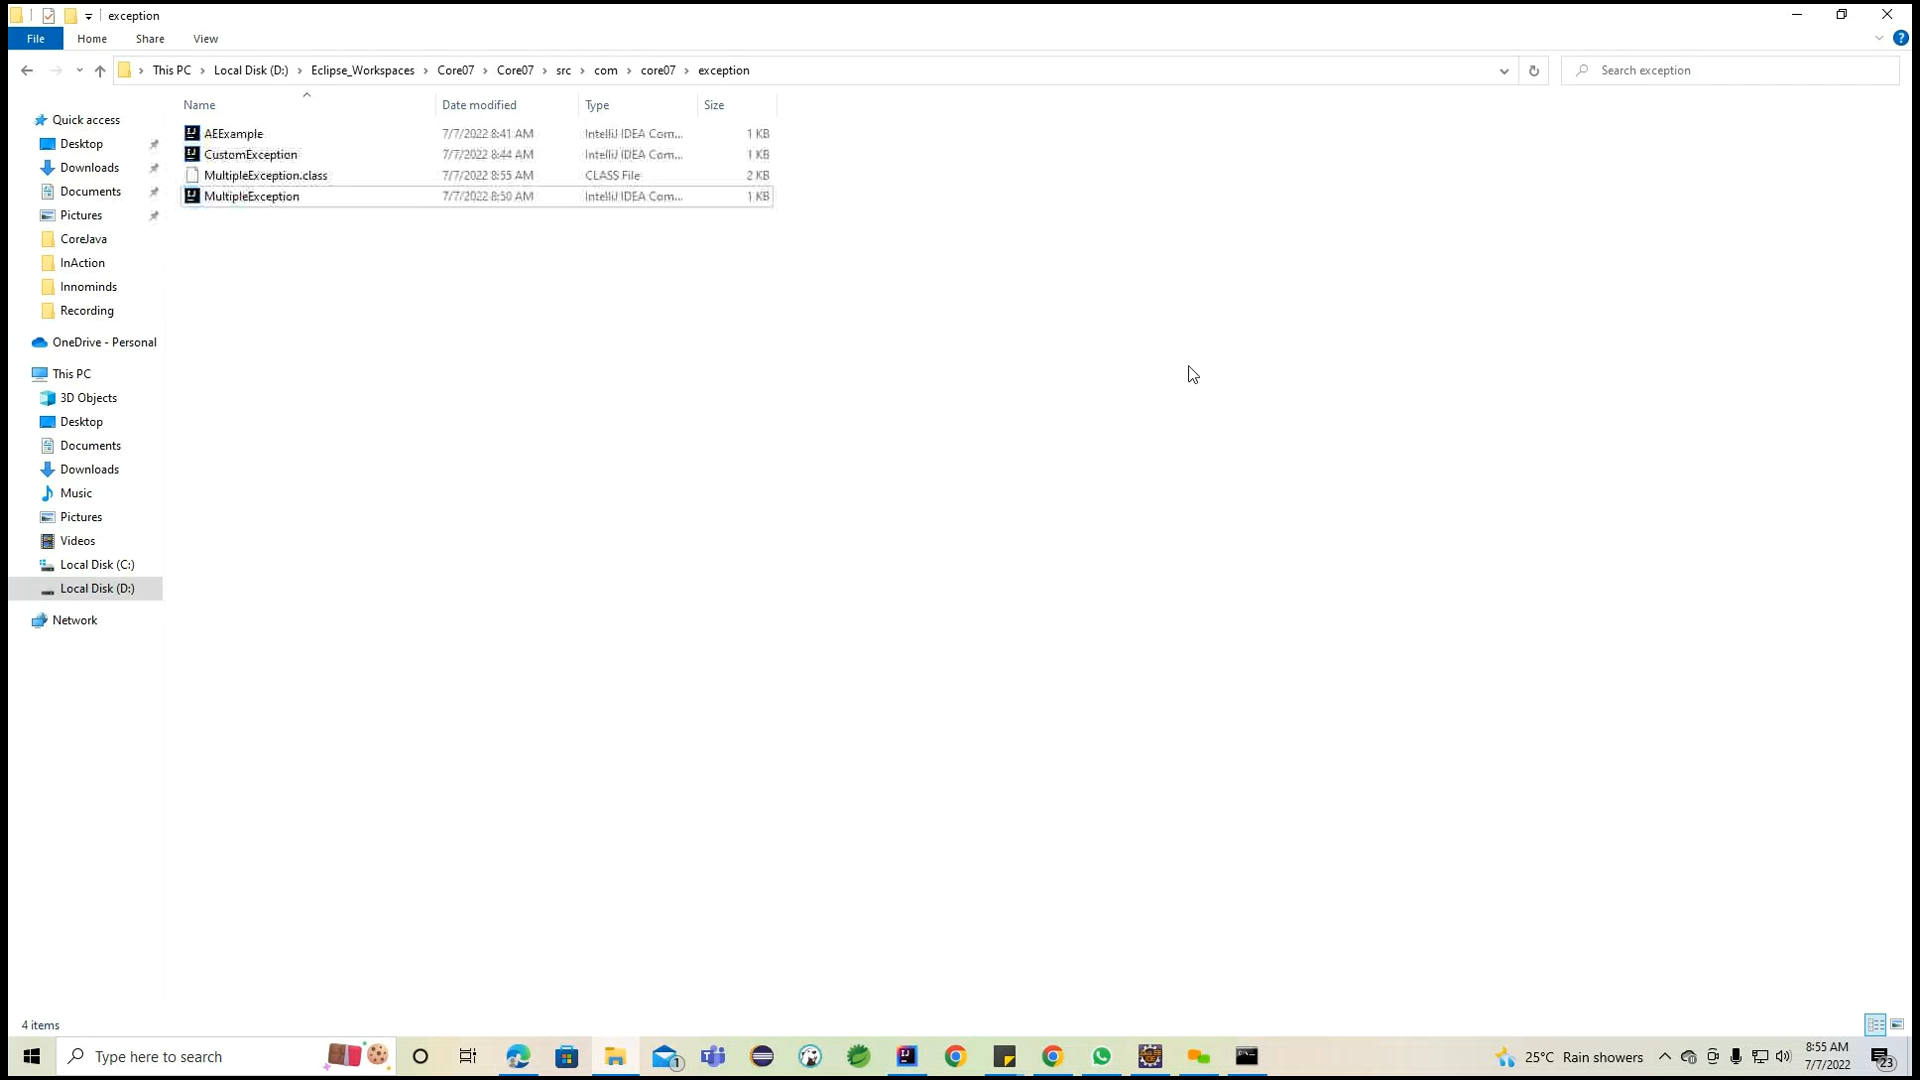 exception
File Home Share View
This PC Local Disk (D:) Eclipse_Workspaces Core07 Core07 src com core07 exception
Search exception
Name Date modified Type Size
AEExample 7/7/2022 8:41 AM IntelliJ IDEA Com... 1 KB
CustomException 7/7/2022 8:44 AM IntelliJ IDEA Com... 1 KB
MultipleException.class 7/7/2022 8:55 AM CLASS File 2 KB
MultipleException 7/7/2022 8:50 AM IntelliJ IDEA Com... 1 KB
Quick access
Desktop
Downloads
Documents
Pictures
CoreJava
InAction
Innominds
Recording
OneDrive - Personal
This PC
3D Objects
Desktop
Documents
Downloads
Music
Pictures
Videos
Local Disk (C:)
Local Disk (D:)
Network
4 items
Type here to search
1
25°C Rain showers
8:55 AM
7/7/2022
23